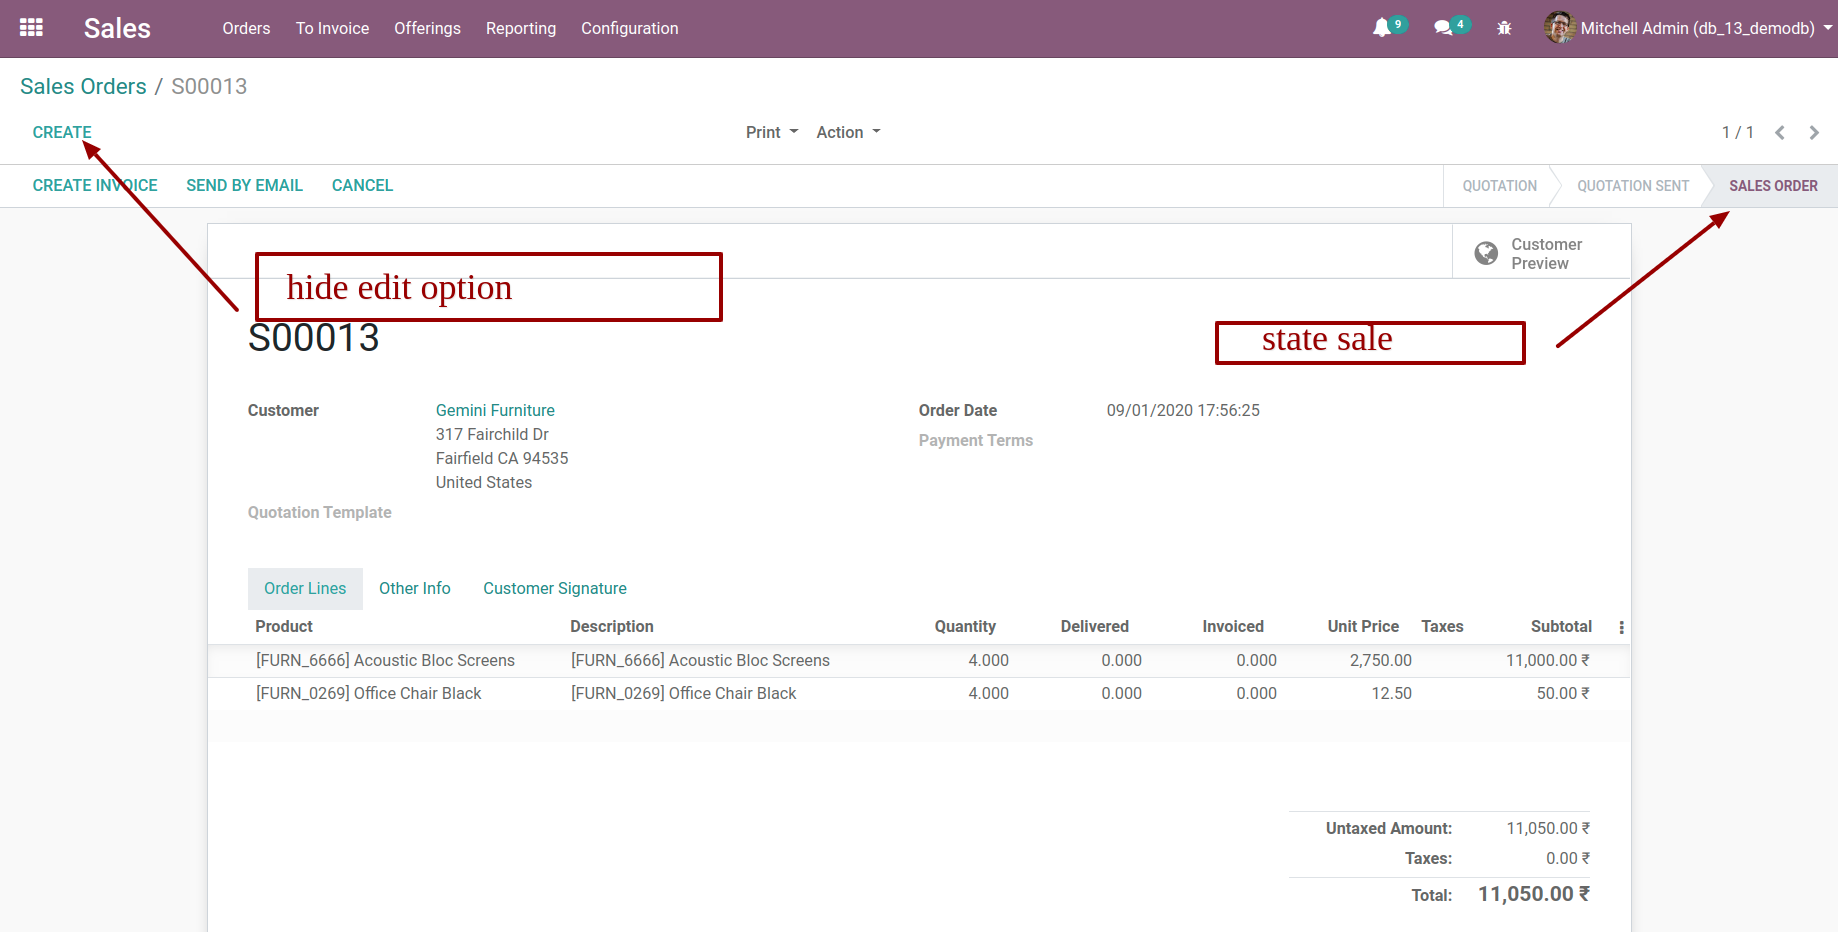 Sales Orders To Invoice Offerings Reporting Configuration 9 4 Mitchell Admin (db_13_demodb)
Sales Orders / S00013
CREATE Print Action 1 / 1
CREATE INVOICE SEND BY EMAIL CANCEL QUOTATION QUOTATION SENT SALES ORDER
Customer
Preview
hide edit option
S00013
state sale
Customer Gemini Furniture Order Date 09/01/2020 17:56:25
317 Fairchild Dr
Payment Terms
Fairfield CA 94535
United States
Quotation Template
Order Lines Other Info Customer Signature
Product Description Quantity Delivered Invoiced Unit Price Taxes Subtotal
[FURN_6666] Acoustic Bloc Screens [FURN_6666] Acoustic Bloc Screens 4.000 0.000 0.000 2,750.00 11,000.00 ₹
[FURN_0269] Office Chair Black [FURN_0269] Office Chair Black 4.000 0.000 0.000 12.50 50.00 ₹
Untaxed Amount: 11,050.00 ₹
Taxes: 0.00 ₹
Total: 11,050.00 ₹